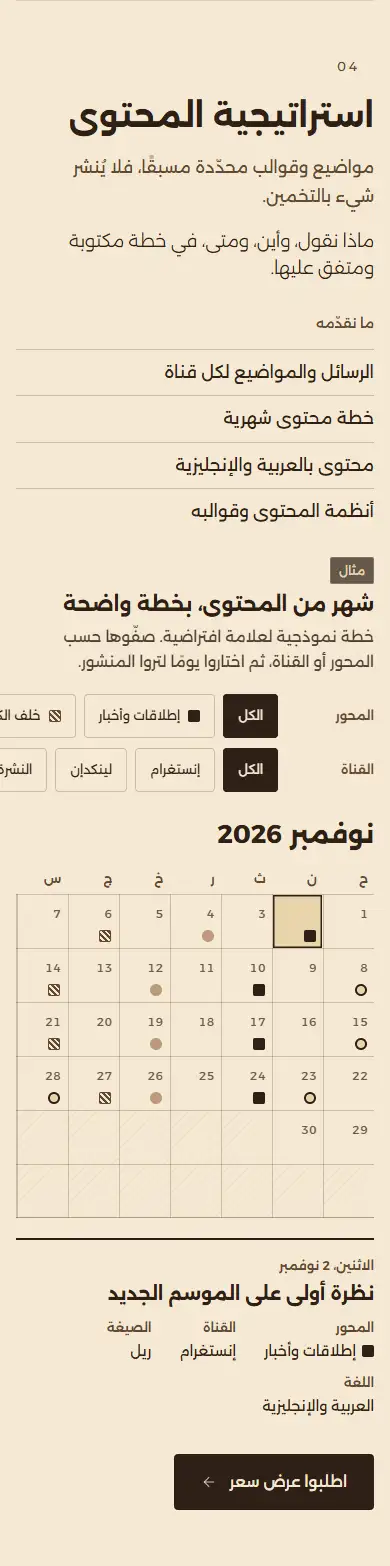 04
استراتيجية المحتوى
مواضيع وقوالب محدّدة مسبقًا، فلا يُنشر
شيء بالتخمين.
ماذا نقول، وأين، ومتى، في خطة مكتوبة
ومتفق عليها.
ما نقدّمه
الرسائل والمواضيع لكل قناة
خطة محتوى شهرية
محتوى بالعربية والإنجليزية
أنظمة المحتوى وقوالبه
مثال
شهر من المحتوى، بخطة واضحة
خطة نموذجية لعلامة افتراضية. صفّوها حسب
المحور أو القناة، ثم اختاروا يومًا لتروا المنشور.
المحور الكل إطلاقات وأخبار خلف
القناة الكل إنستغرام لينكدإن النشرة
نوفمبر 2026
ح ن ث ر خ ج س
1 3 4 5 6 7
8 9 10 11 12 13 14
15 16 17 18 19 20 21
22 23 24 25 26 27 28
29 30
الاثنين، 2 نوفمبر
نظرة أولى على الموسم الجديد
المحور القناة الصيغة
إطلاقات وأخبار إنستغرام ريل
اللغة
العربية والإنجليزية
اطلبوا عرض سعر ←